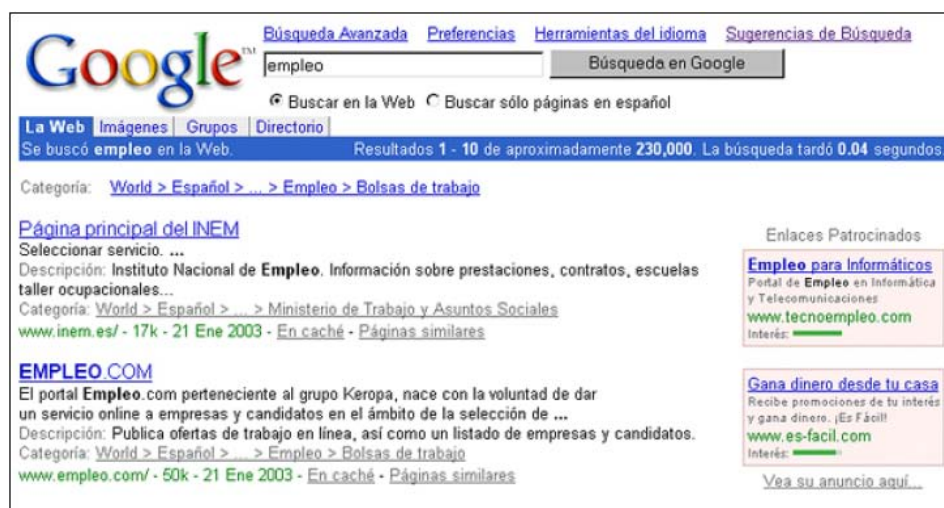 Google™
Búsqueda Avanzada Preferencias Herramientas del idioma Sugerencias de Búsqueda
empleo Búsqueda en Google
Buscar en la Web Buscar sólo páginas en español
La Web Imágenes Grupos Directorio
Se buscó empleo en la Web. Resultados 1 - 10 de aproximadamente 230,000. La búsqueda tardó 0.04 segundos.
Categoría: World > Español > ... > Empleo > Bolsas de trabajo
Página principal del INEM
Seleccionar servicio. ...
Descripción: Instituto Nacional de Empleo. Información sobre prestaciones, contratos, escuelas
taller ocupacionales...
Categoría: World > Español > ... > Ministerio de Trabajo y Asuntos Sociales
www.inem.es/ - 17k - 21 Ene 2003 - En caché - Páginas similares
EMPLEO.COM
El portal Empleo.com perteneciente al grupo Keropa, nace con la voluntad de dar
un servicio online a empresas y candidatos en el ámbito de la selección de ...
Descripción: Publica ofertas de trabajo en línea, así como un listado de empresas y candidatos.
Categoría: World > Español > ... > Empleo > Bolsas de trabajo
www.empleo.com/ - 50k - 21 Ene 2003 - En caché - Páginas similares
Enlaces Patrocinados
Empleo para Informáticos
Portal de Empleo en Informática
y Telecomunicaciones
www.tecnoempleo.com
Interés:
Gana dinero desde tu casa
Recibe promociones de tu interés
y gana dinero. ¡Es Fácil!
www.es-facil.com
Interés:
Vea su anuncio aquí...